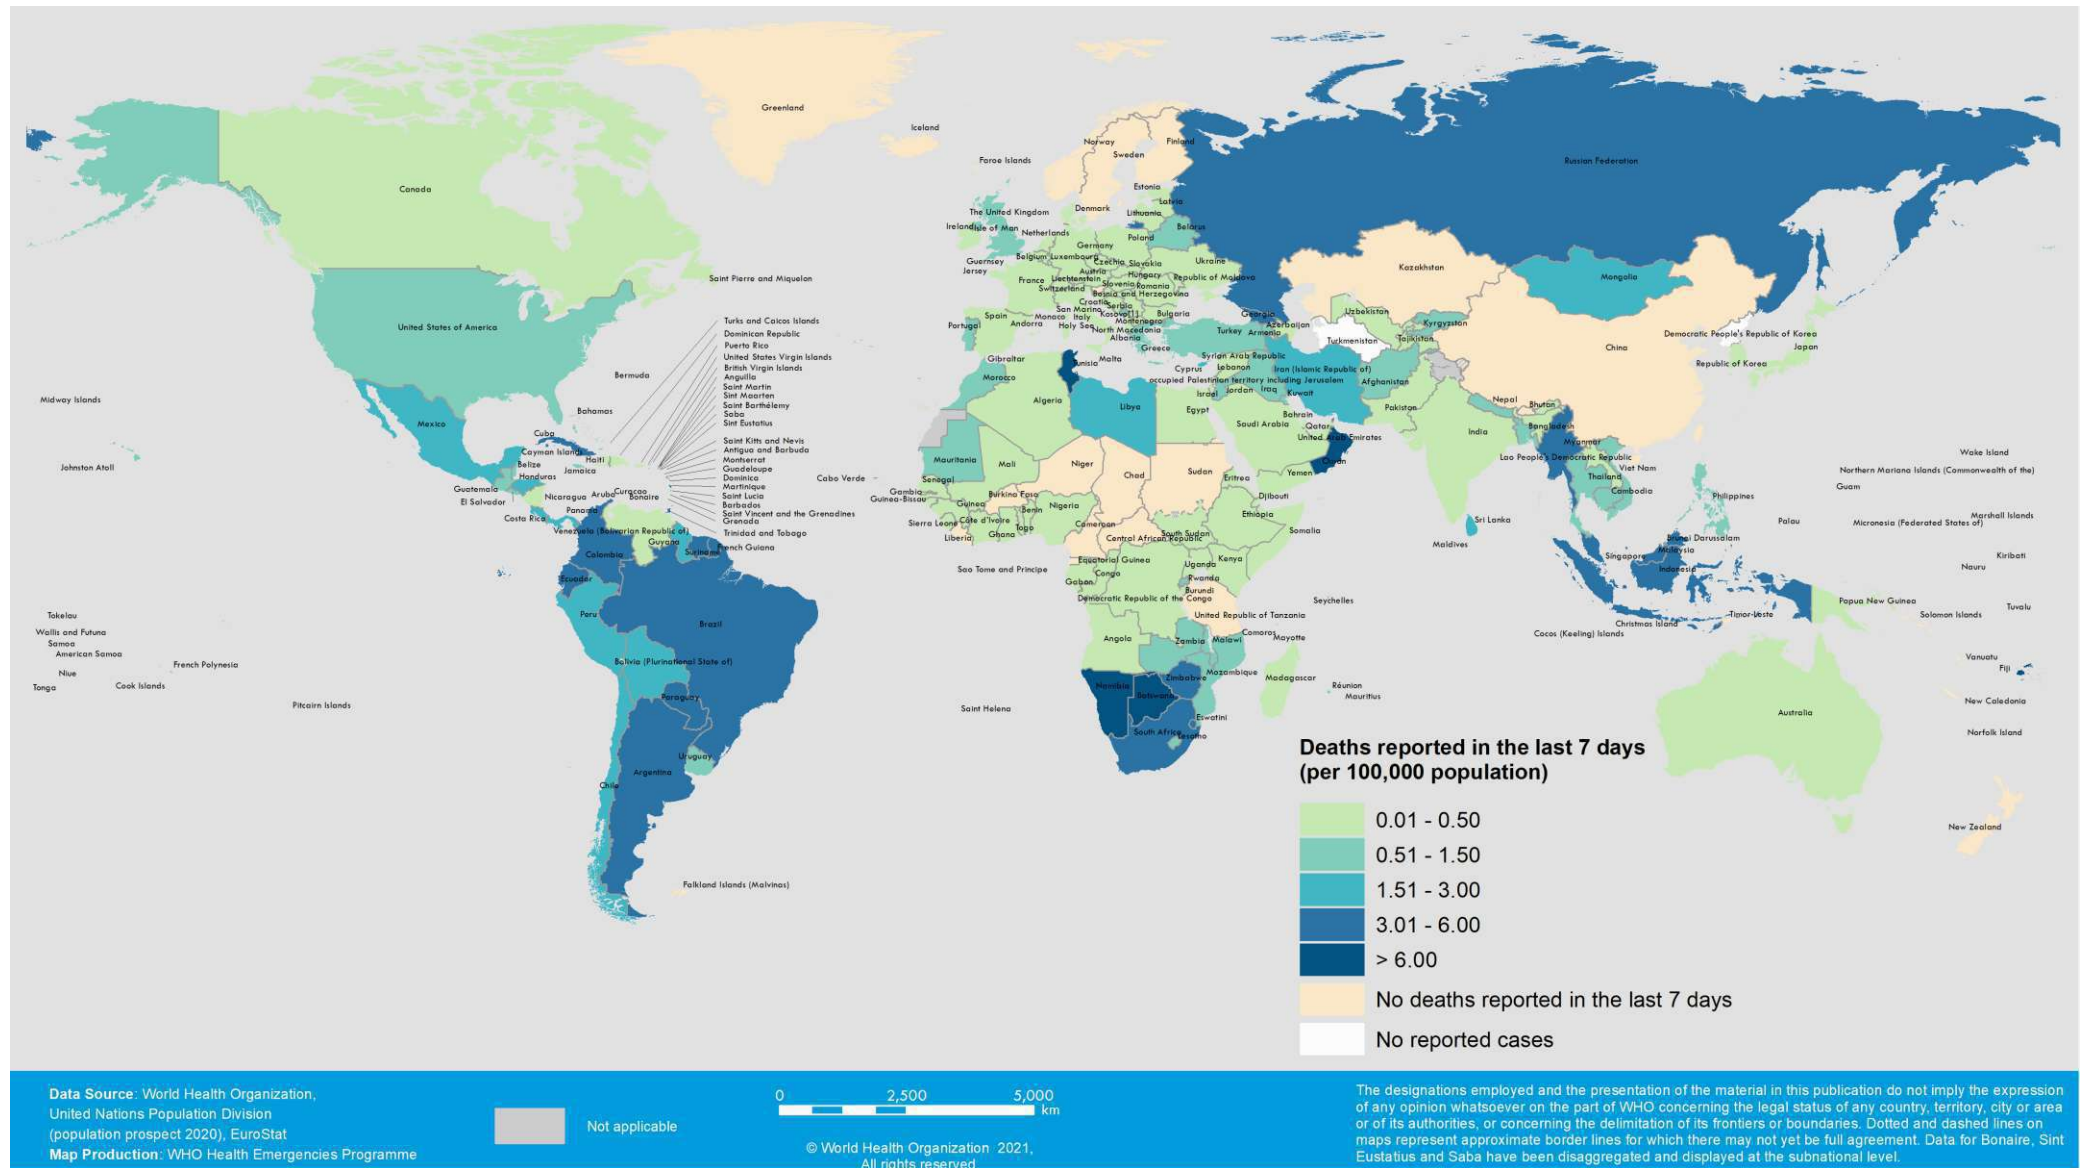 Greenland
Iceland
Faroe Islands
Norway
Sweden
Finland
Russian Federation
Canada
Estonia
Latvia
Denmark
Lithuania
The United Kingdom
Ireland
Isle of Man
Netherlands
Poland
Belarus
Germany
Guernsey
Belgium
Luxembourg
Czechia
Slovakia
Ukraine
Jersey
Austria
Kazakhstan
France
Liechtenstein
Hungary
Republic of Moldova
Mongolia
Saint Pierre and Miquelon
Switzerland
Slovenia
Romania
Bosnia and Herzegovina
Croatia
Serbia
San Marino
Spain
Monaco
Italy
Kosovo[1]
Bulgaria
Georgia
Uzbekistan
Portugal
Andorra
Holy See
Montenegro
North Macedonia
Turkey
Armenia
Azerbaijan
Kyrgyzstan
United States of America
Albania
Greece
Turkmenistan
Tajikistan
Democratic People's Republic of Korea
China
Japan
Turks and Caicos Islands
Dominican Republic
Puerto Rico
United States Virgin Islands
British Virgin Islands
Anguilla
Saint Martin
Sint Maarten
Saint Barthélemy
Saba
Sint Eustatius
Saint Kitts and Nevis
Antigua and Barbuda
Montserrat
Guadeloupe
Dominica
Martinique
Saint Lucia
Barbados
Saint Vincent and the Grenadines
Grenada
Trinidad and Tobago
Gibraltar
Tunisia
Malta
Syrian Arab Republic
Republic of Korea
Bermuda
Morocco
Cyprus
Lebanon
Iran (Islamic Republic of)
occupied Palestinian territory including Jerusalem
Afghanistan
Israel
Jordan
Iraq
Kuwait
Midway Islands
Algeria
Libya
Egypt
Bahrain
Pakistan
Nepal
Bhutan
Bahamas
Saudi Arabia
Qatar
United Arab Emirates
India
Bangladesh
Mexico
Cuba
Oman
Myanmar
Cayman Islands
Haiti
Belize
Jamaica
Honduras
Lao People's Democratic Republic
Viet Nam
Wake Island
Johnston Atoll
Mauritania
Mali
Niger
Chad
Sudan
Yemen
Thailand
Northern Mariana Islands (Commonwealth of the)
Guatemala
Nicaragua
Aruba
Curacao
Bonaire
Cabo Verde
Senegal
Eritrea
Cambodia
Philippines
Guam
El Salvador
Gambia
Guinea-Bissau
Guinea
Burkina Faso
Benin
Nigeria
Djibouti
Costa Rica
Panama
Sierra Leone
Côte d'Ivoire
Togo
Ghana
Cameroon
Ethiopia
Somalia
Sri Lanka
Palau
Micronesia (Federated States of)
Marshall Islands
Venezuela (Bolivarian Republic of)
Guyana
Suriname
French Guiana
Liberia
Central African Republic
South Sudan
Maldives
Brunei Darussalam
Malaysia
Colombia
Equatorial Guinea
Uganda
Kenya
Singapore
Indonesia
Kiribati
Nauru
Ecuador
Sao Tome and Principe
Gabon
Congo
Rwanda
Burundi
Democratic Republic of the Congo
Seychelles
Papua New Guinea
Tuvalu
Tokelau
Peru
Brazil
United Republic of Tanzania
Timor-Leste
Solomon Islands
Christmas Island
Cocos (Keeling) Islands
Wallis and Futuna
Samoa
American Samoa
Angola
Zambia
Malawi
Comoros
Mayotte
French Polynesia
Bolivia (Plurinational State of)
Vanuatu
Fiji
Niue
Tonga
Cook Islands
Paraguay
Namibia
Botswana
Zimbabwe
Mozambique
Madagascar
Réunion
Mauritius
New Caledonia
Pitcairn Islands
Saint Helena
Eswatini
Australia
South Africa
Lesotho
Norfolk Island
Uruguay
Argentina
Chile
New Zealand
Falkland Islands (Malvinas)
Deaths reported in the last 7 days
(per 100,000 population)
0.01 - 0.50
0.51 - 1.50
1.51 - 3.00
3.01 - 6.00
> 6.00
No deaths reported in the last 7 days
No reported cases
Data Source: World Health Organization,
United Nations Population Division
(population prospect 2020), EuroStat
Map Production: WHO Health Emergencies Programme
Not applicable
0 2,500 5,000
km
© World Health Organization 2021,
All rights reserved
The designations employed and the presentation of the material in this publication do not imply the expression
of any opinion whatsoever on the part of WHO concerning the legal status of any country, territory, city or area
or of its authorities, or concerning the delimitation of its frontiers or boundaries. Dotted and dashed lines on
maps represent approximate border lines for which there may not yet be full agreement. Data for Bonaire, Sint
Eustatius and Saba have been disaggregated and displayed at the subnational level.